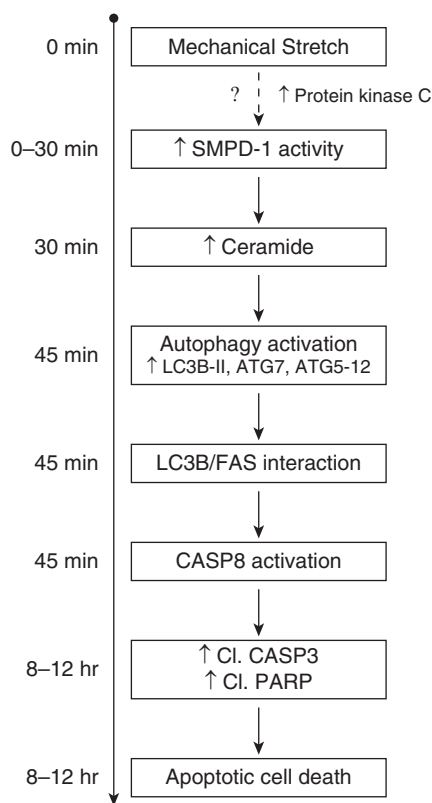 0 min Mechanical Stretch
? ↑ Protein kinase C
0–30 min ↑ SMPD-1 activity
30 min ↑ Ceramide
45 min Autophagy activation
↑ LC3B-II, ATG7, ATG5-12
45 min LC3B/FAS interaction
45 min CASP8 activation
8–12 hr ↑ Cl. CASP3
↑ Cl. PARP
8–12 hr Apoptotic cell death